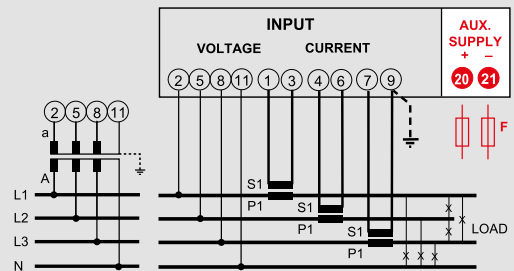 INPUT
VOLTAGE CURRENT
AUX.
SUPPLY
+ −
2 5 8 11 1 3 4 6 7 9
20 21
2 5 8 11
F
a
A
S1
P1
S1
P1
S1
P1
L1
L2
L3
N
LOAD